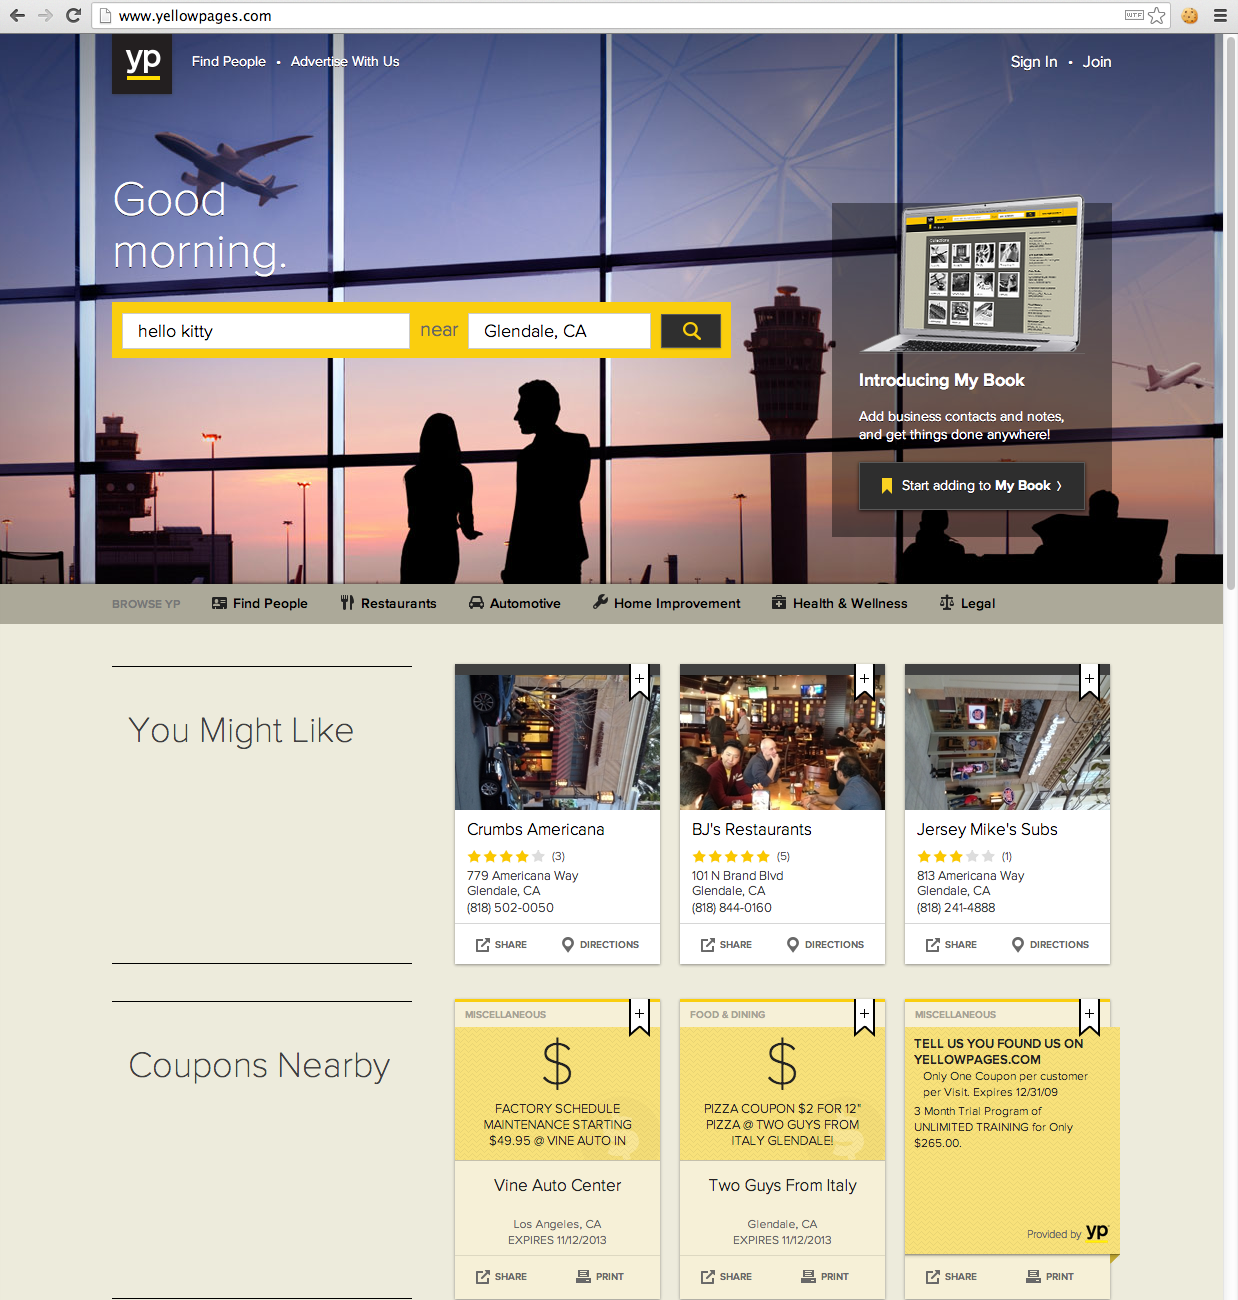 www.yellowpages.com
WTF
yp
Find People • Advertise With Us
Sign In • Join
Good
morning.
hello kitty
near
Glendale, CA
Introducing My Book
Add business contacts and notes,
and get things done anywhere!
Start adding to My Book 〉
BROWSE YP
Find People
Restaurants
Automotive
Home Improvement
Health & Wellness
Legal
You Might Like
Crumbs Americana
(3)
779 Americana Way
Glendale, CA
(818) 502-0050
SHARE
DIRECTIONS
BJ's Restaurants
(5)
101 N Brand Blvd
Glendale, CA
(818) 844-0160
SHARE
DIRECTIONS
Jersey Mike's Subs
(1)
813 Americana Way
Glendale, CA
(818) 241-4888
SHARE
DIRECTIONS
Coupons Nearby
MISCELLANEOUS
$
FACTORY SCHEDULE
MAINTENANCE STARTING
$49.95 @ VINE AUTO IN
Vine Auto Center
Los Angeles, CA
EXPIRES 11/12/2013
SHARE
PRINT
FOOD & DINING
$
PIZZA COUPON $2 FOR 12"
PIZZA @ TWO GUYS FROM
ITALY GLENDALE!
Two Guys From Italy
Glendale, CA
EXPIRES 11/12/2013
SHARE
PRINT
MISCELLANEOUS
TELL US YOU FOUND US ON
YELLOWPAGES.COM
Only One Coupon per customer
per Visit. Expires 12/31/09
3 Month Trial Program of
UNLIMITED TRAINING for Only
$265.00.
Provided by yp
SHARE
PRINT